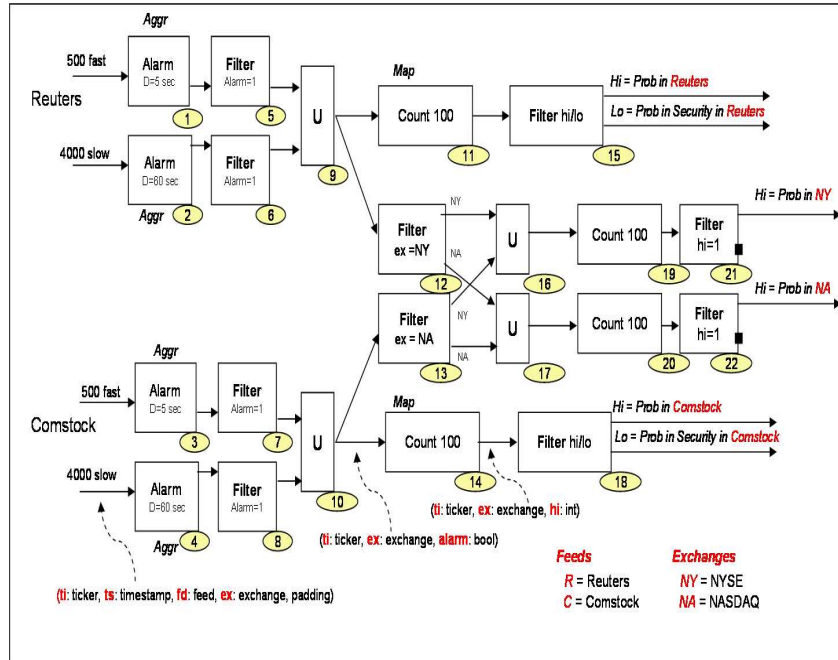 Aggr
500 fast
Alarm
D=5 sec
1
Filter
Alarm=1
5
Reuters
4000 slow
Alarm
D=60 sec
2
Aggr
Filter
Alarm=1
6
U
9
Map
Count 100
11
Filter hi/lo
15
Hi = Prob in Reuters
Lo = Prob in Security in Reuters
Filter
ex =NY
12
NY
NA
Filter
ex = NA
13
NY
NA
U
16
Count 100
19
Filter
hi=1
21
Hi = Prob in NY
U
17
Count 100
20
Filter
hi=1
22
Hi = Prob in NA
Aggr
500 fast
Alarm
D=5 sec
3
Filter
Alarm=1
7
Comstock
4000 slow
Alarm
D=60 sec
4
Aggr
Filter
Alarm=1
8
U
10
Map
Count 100
14
Filter hi/lo
18
Hi = Prob in Comstock
Lo = Prob in Security in Comstock
(ti: ticker, ex: exchange, hi: int)
(ti: ticker, ex: exchange, alarm: bool)
(ti: ticker, ts: timestamp, fd: feed, ex: exchange, padding)
Feeds
R = Reuters
C = Comstock
Exchanges
NY = NYSE
NA = NASDAQ